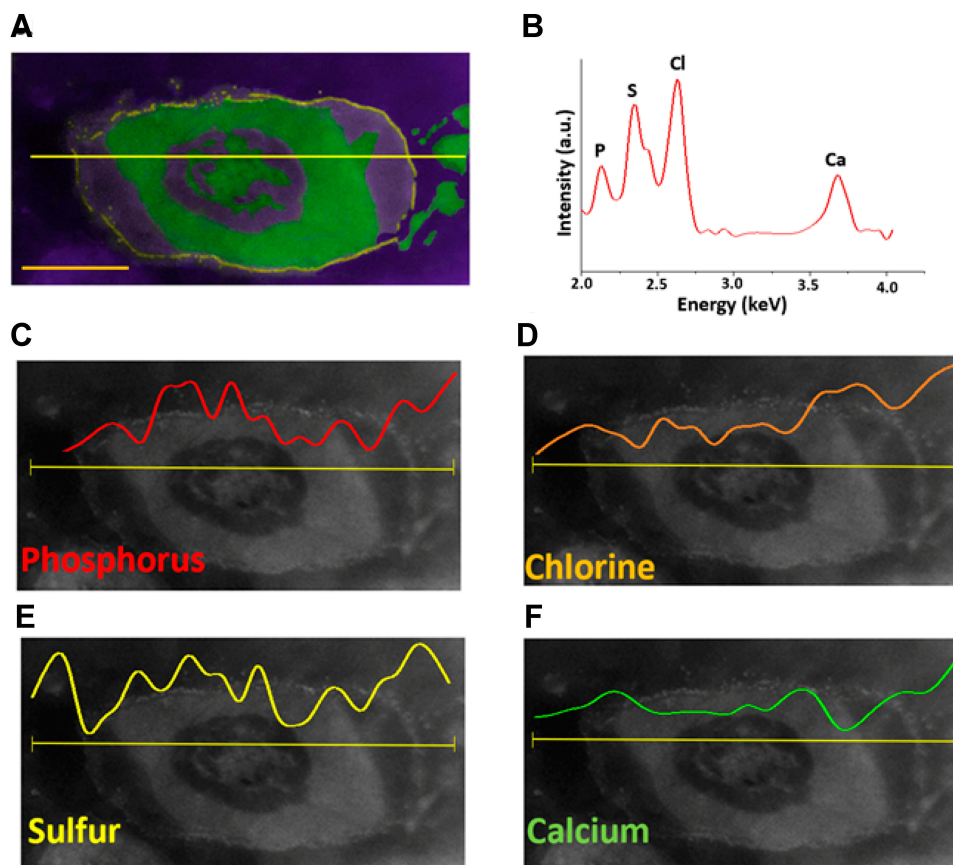 A
B
P
S
Cl
Ca
Intensity (a.u.)
2.0
2.5
3.0
3.5
4.0
Energy (keV)
C
D
Phosphorus
Chlorine
E
F
Sulfur
Calcium